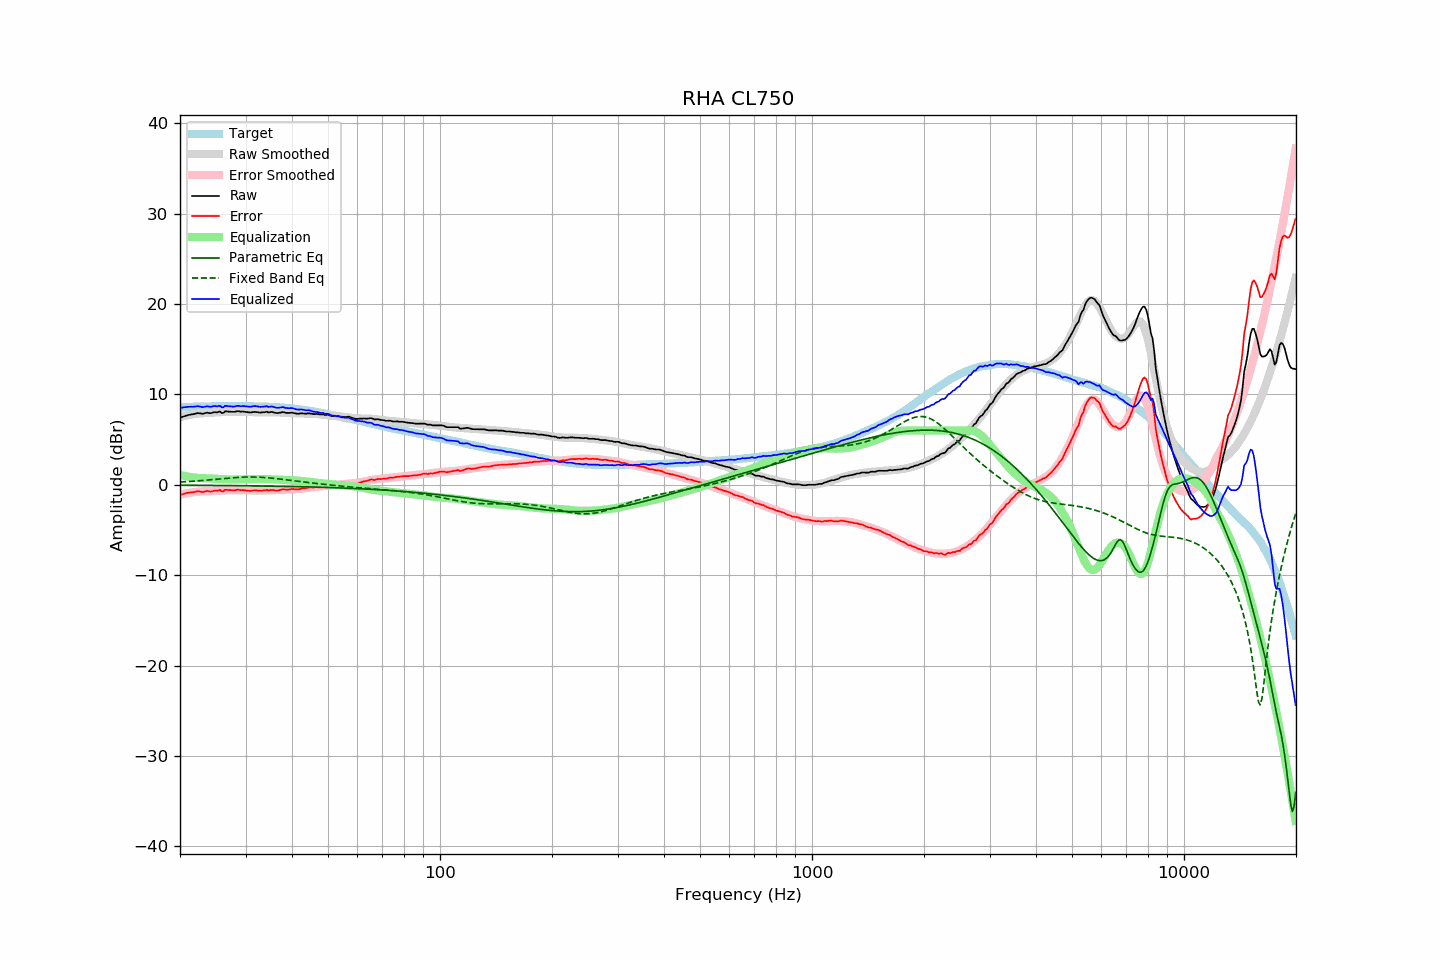 RHA CL750
40
30
20
10
0
−10
−20
−30
−40
Amplitude (dBr)
Target
Raw Smoothed
Error Smoothed
Raw
Error
Equalization
Parametric Eq
Fixed Band Eq
Equalized
100
1000
10000
Frequency (Hz)